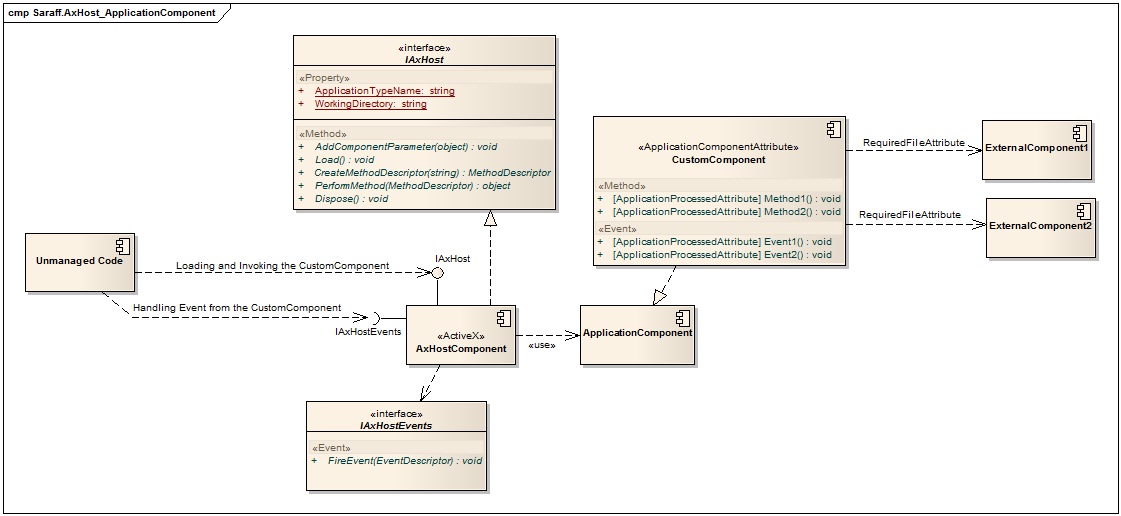 cmp Saraff.AxHost_ApplicationComponent
«interface»
IAxHost
«Property»
+ ApplicationTypeName: string
+ WorkingDirectory: string
«Method»
+ AddComponentParameter(object) : void
+ Load() : void
+ CreateMethodDescriptor(string) : MethodDescriptor
+ PerformMethod(MethodDescriptor) : object
+ Dispose() : void
«ApplicationComponentAttribute»
CustomComponent
«Method»
+ [ApplicationProcessedAttribute] Method1() : void
+ [ApplicationProcessedAttribute] Method2() : void
«Event»
+ [ApplicationProcessedAttribute] Event1() : void
+ [ApplicationProcessedAttribute] Event2() : void
RequiredFileAttribute
ExternalComponent1
RequiredFileAttribute
ExternalComponent2
Unmanaged Code
Loading and Invoking the CustomComponent
IAxHost
Handling Event from the CustomComponent
IAxHostEvents
«ActiveX»
AxHostComponent
«use»
ApplicationComponent
«interface»
IAxHostEvents
«Event»
+ FireEvent(EventDescriptor) : void